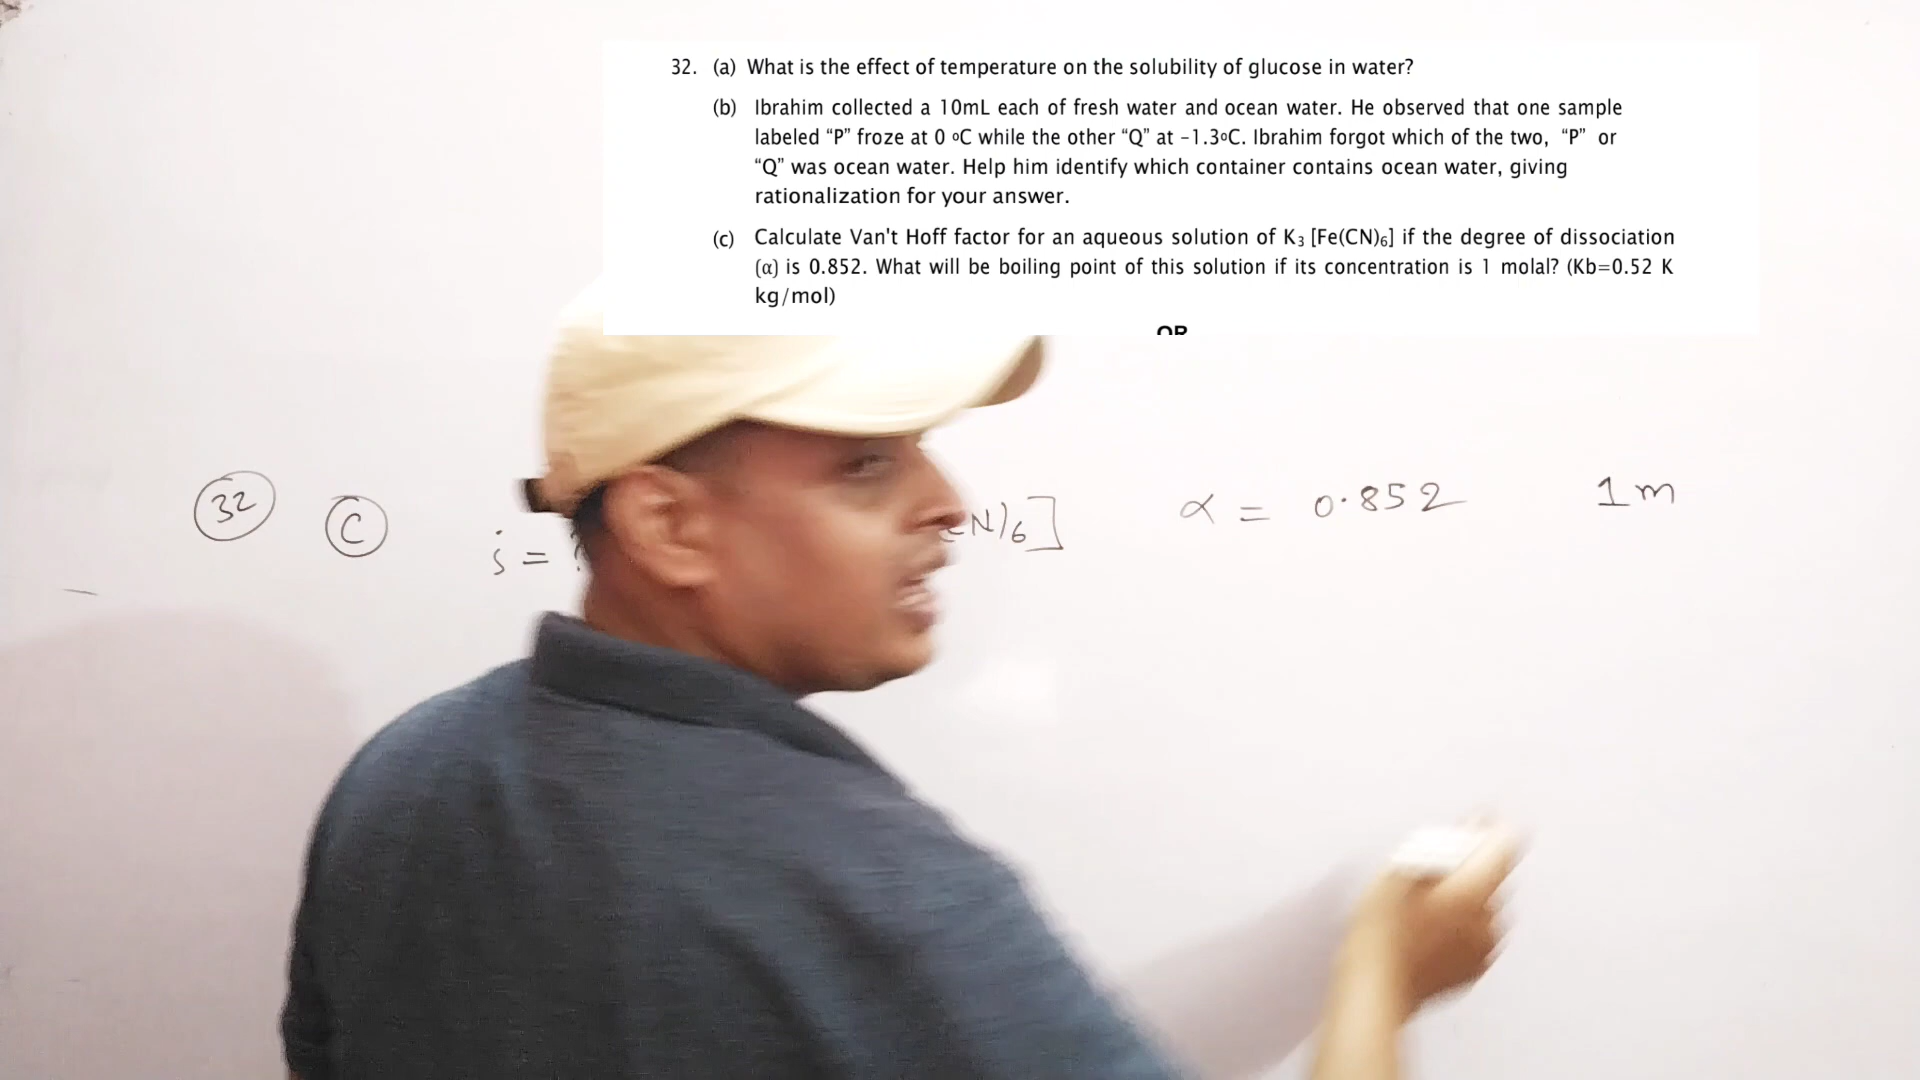 32. (a) What is the effect of temperature on the solubility of glucose in water?
(b) Ibrahim collected a 10mL each of fresh water and ocean water. He observed that one sample
labeled “P” froze at 0 ᵒC while the other “Q” at −1.3ᵒC. Ibrahim forgot which of the two, “P” or
“Q” was ocean water. Help him identify which container contains ocean water, giving
rationalization for your answer.
(c) Calculate Van't Hoff factor for an aqueous solution of K₃ [Fe(CN)₆] if the degree of dissociation
(α) is 0.852. What will be boiling point of this solution if its concentration is 1 molal? (Kb=0.52 K
kg/mol)
OR
32 C i = ? N)6] α = 0.852 1m